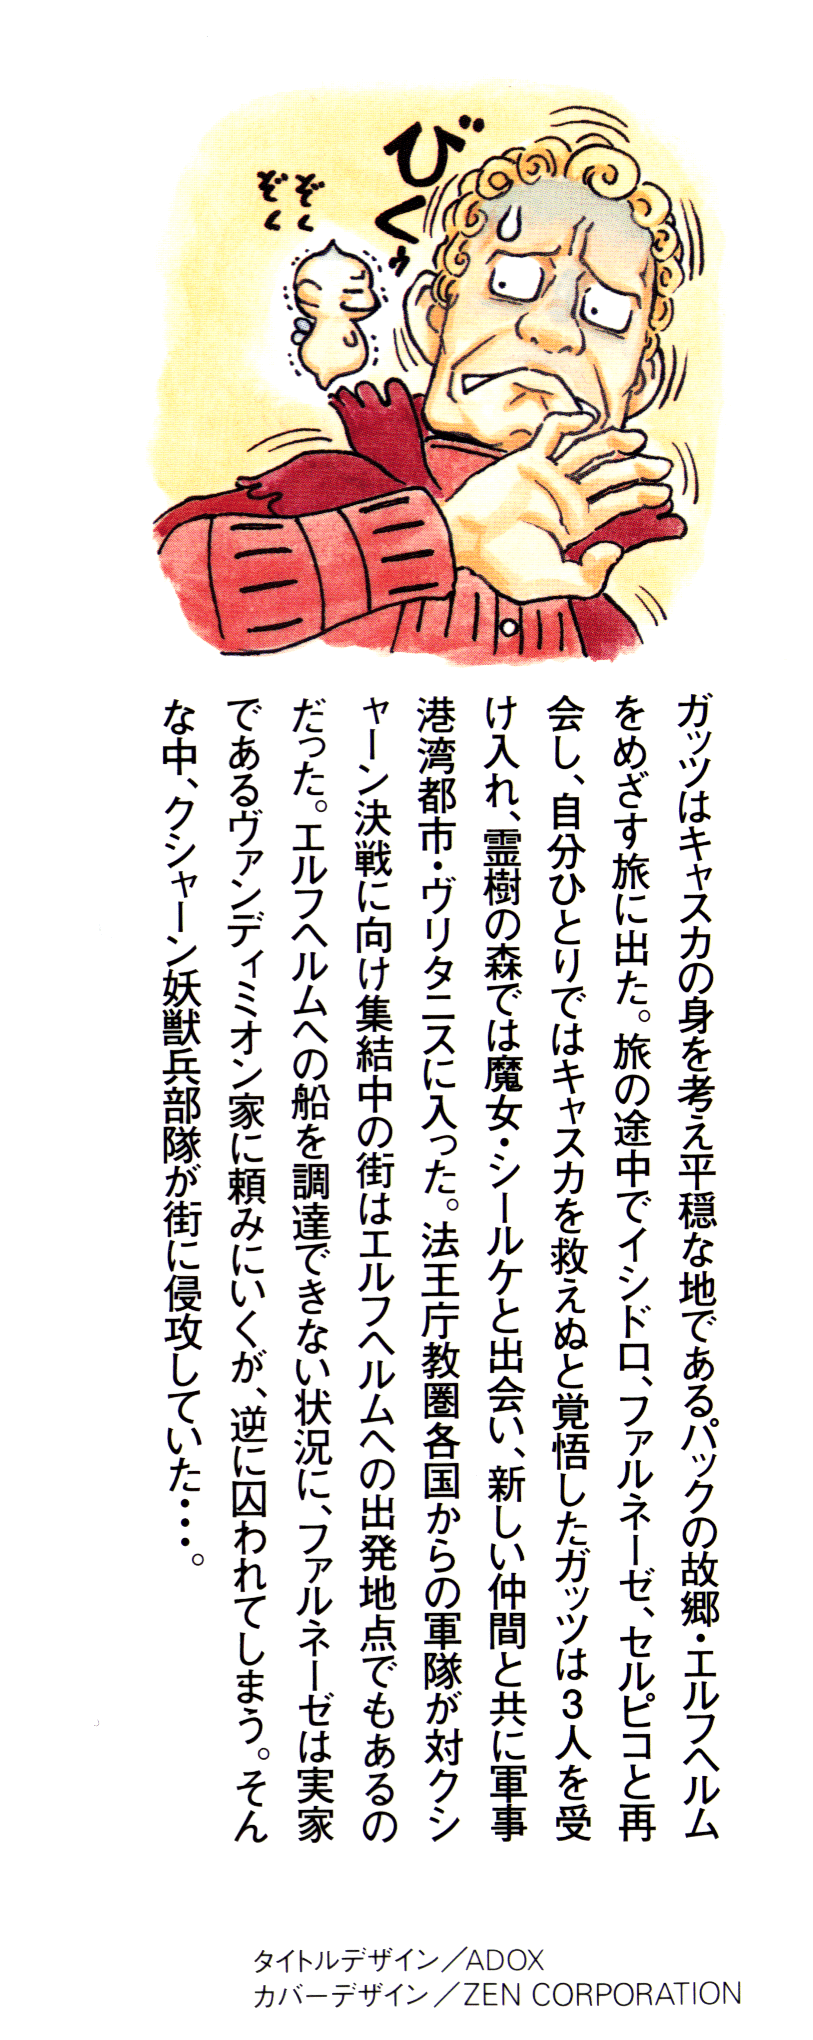 びくっ
ぞぞ
くく
ガッツはキャスカの身を考え平穏な地であるパックの故郷・エルフヘルム
をめざす旅に出た。旅の途中でイシドロ、ファルネーゼ、セルピコと再
会し、自分ひとりではキャスカを救えぬと覚悟したガッツは3人を受
け入れ、霊樹の森では魔女・シールケと出会い、新しい仲間と共に軍事
港湾都市・ヴリタニスに入った。法王庁教圏各国からの軍隊が対クシ
ャーン決戦に向け集結中の街はエルフヘルムへの出発地点でもあるの
だった。エルフヘルムへの船を調達できない状況に、ファルネーゼは実家
であるヴァンディミオン家に頼みにいくが、逆に囚われてしまう。そん
な中、クシャーン妖獣兵部隊が街に侵攻していた・・・。
タイトルデザイン／ADOX
カバーデザイン／ZEN CORPORATION